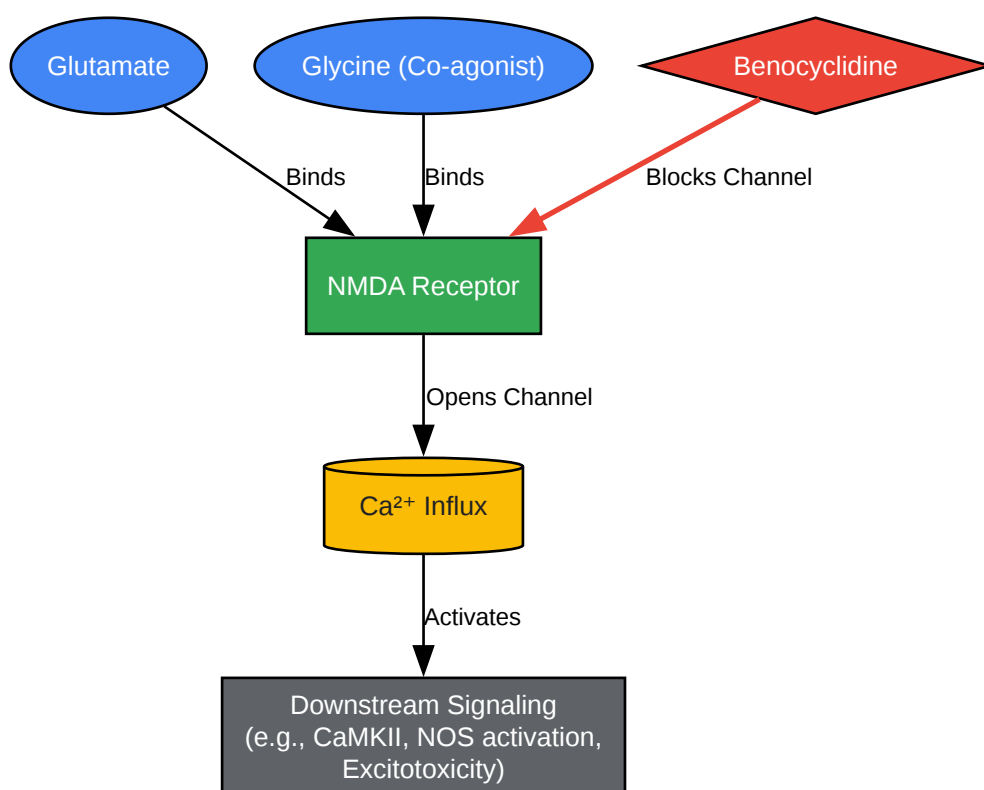 Glutamate
Glycine (Co-agonist)
Benocyclidine
Binds
Binds
Blocks Channel
NMDA Receptor
Opens Channel
Ca²⁺ Influx
Activates
Downstream Signaling
(e.g., CaMKII, NOS activation,
Excitotoxicity)